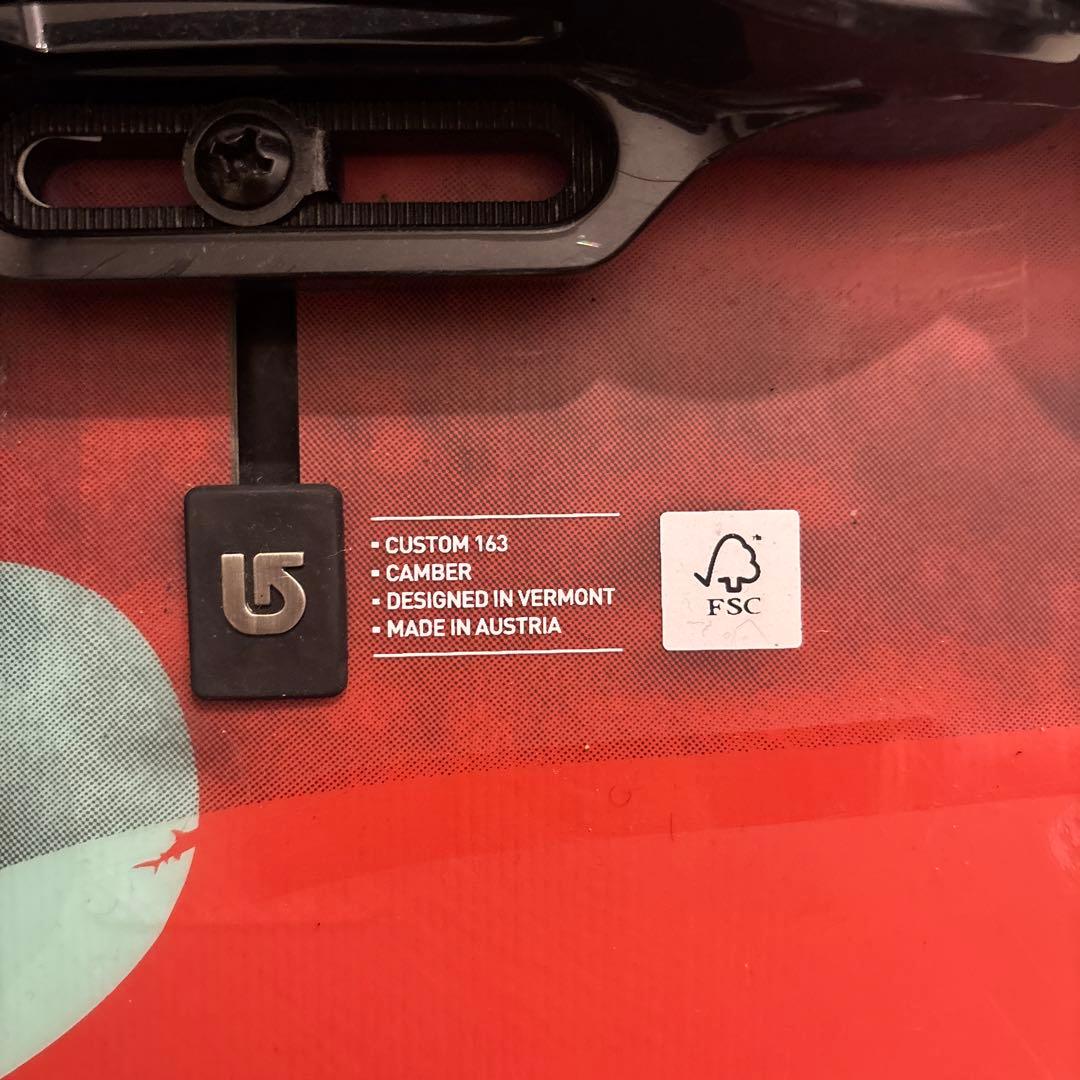 ▪ CUSTOM 163
▪ CAMBER
▪ DESIGNED IN VERMONT
▪ MADE IN AUSTRIA
FSC